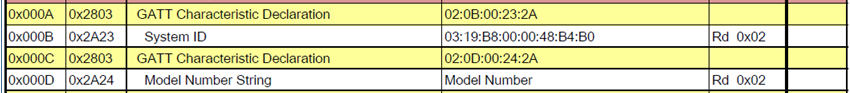 0x000A 0x2803 GATT Characteristic Declaration 02:0B:00:23:2A
0x000B 0x2A23 System ID 03:19:B8:00:00:48:B4:B0 Rd 0x02
0x000C 0x2803 GATT Characteristic Declaration 02:0D:00:24:2A
0x000D 0x2A24 Model Number String Model Number Rd 0x02